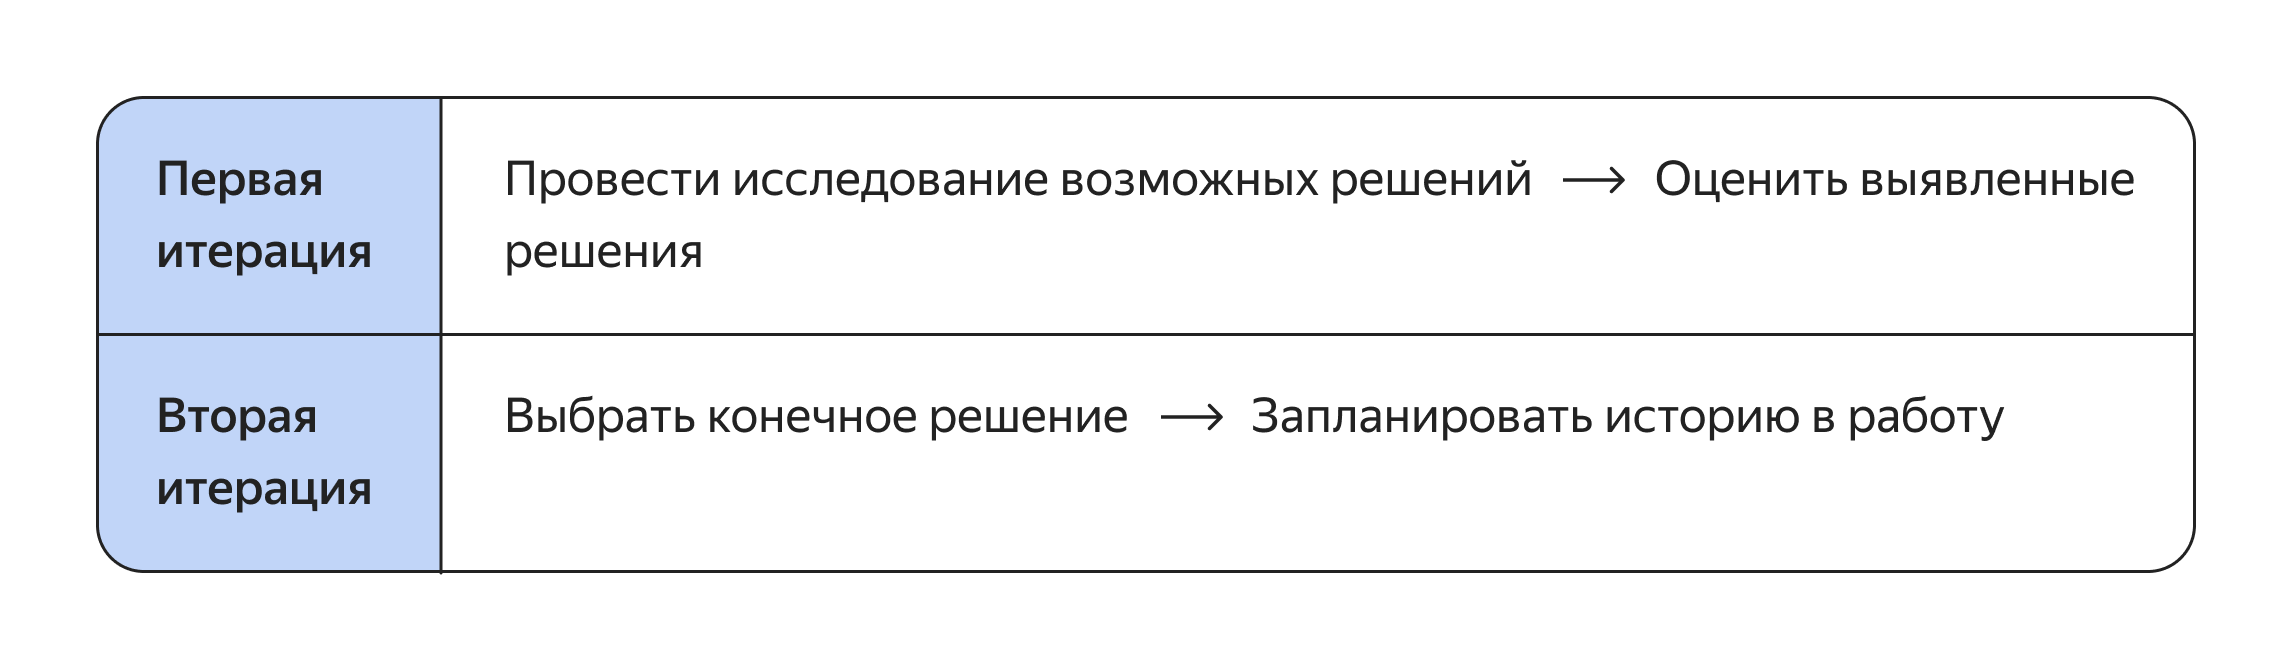 Первая
итерация
Провести исследование возможных решений → Оценить выявленные
решения
Вторая
итерация
Выбрать конечное решение → Запланировать историю в работу